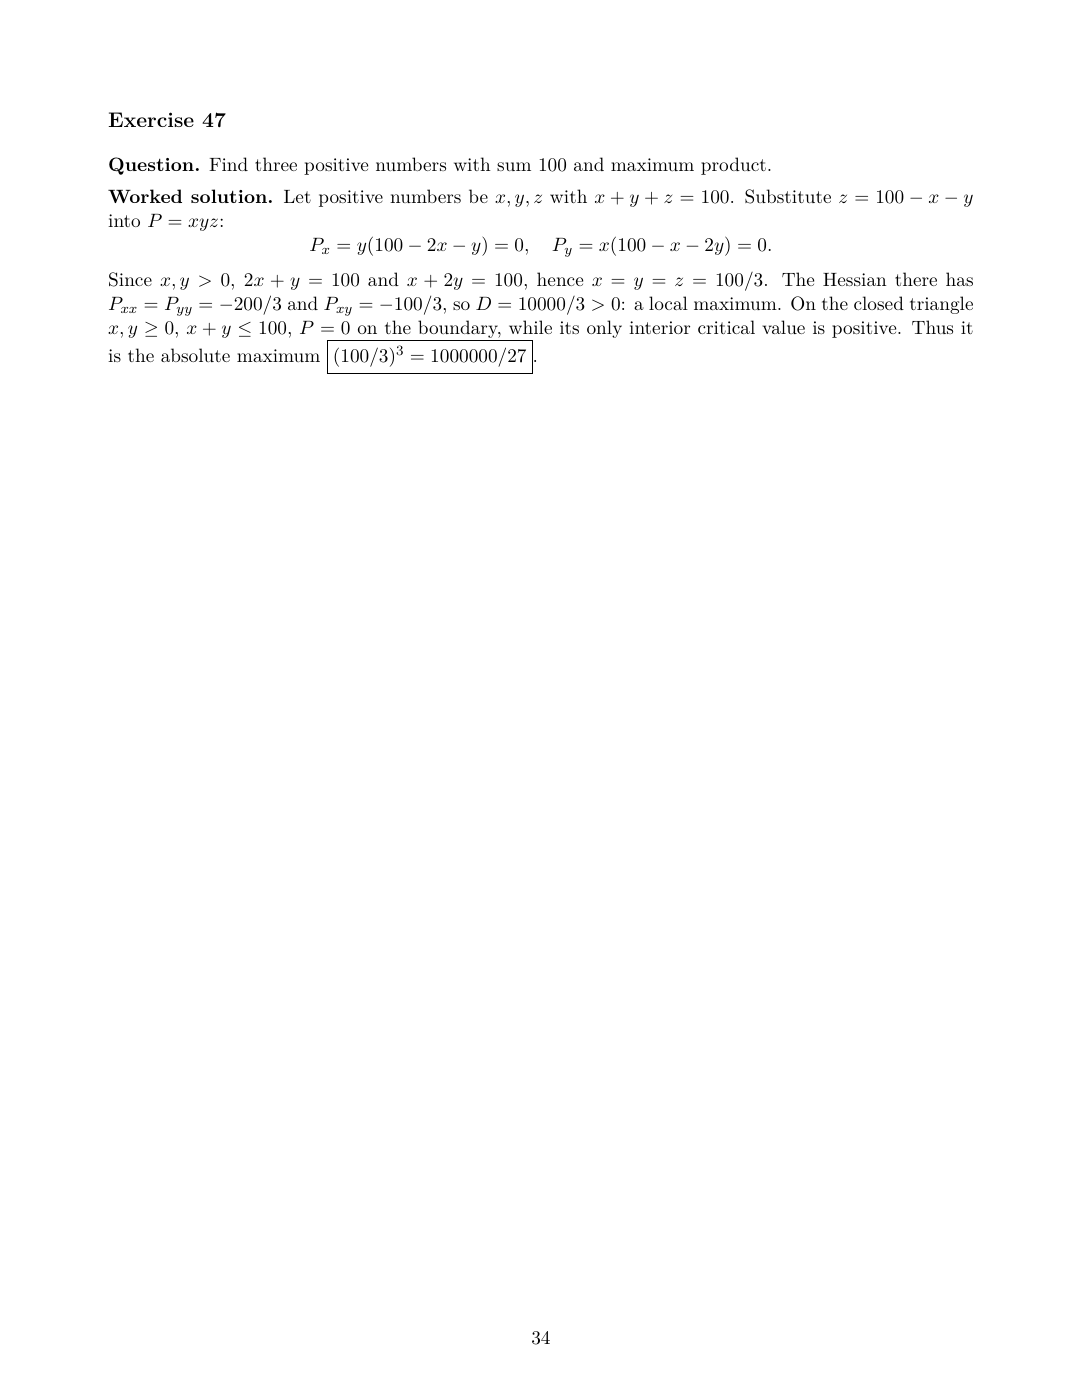 Exercise 47
Question. Find three positive numbers with sum 100 and maximum product.
Worked solution. Let positive numbers be x, y, z with x + y + z = 100. Substitute z = 100 − x − y
into P = xyz:
P_x = y(100 − 2x − y) = 0, P_y = x(100 − x − 2y) = 0.
Since x, y > 0, 2x + y = 100 and x + 2y = 100, hence x = y = z = 100/3. The Hessian there has
P_xx = P_yy = −200/3 and P_xy = −100/3, so D = 10000/3 > 0: a local maximum. On the closed triangle
x, y ≥ 0, x + y ≤ 100, P = 0 on the boundary, while its only interior critical value is positive. Thus it
is the absolute maximum (100/3)³ = 1000000/27.
34